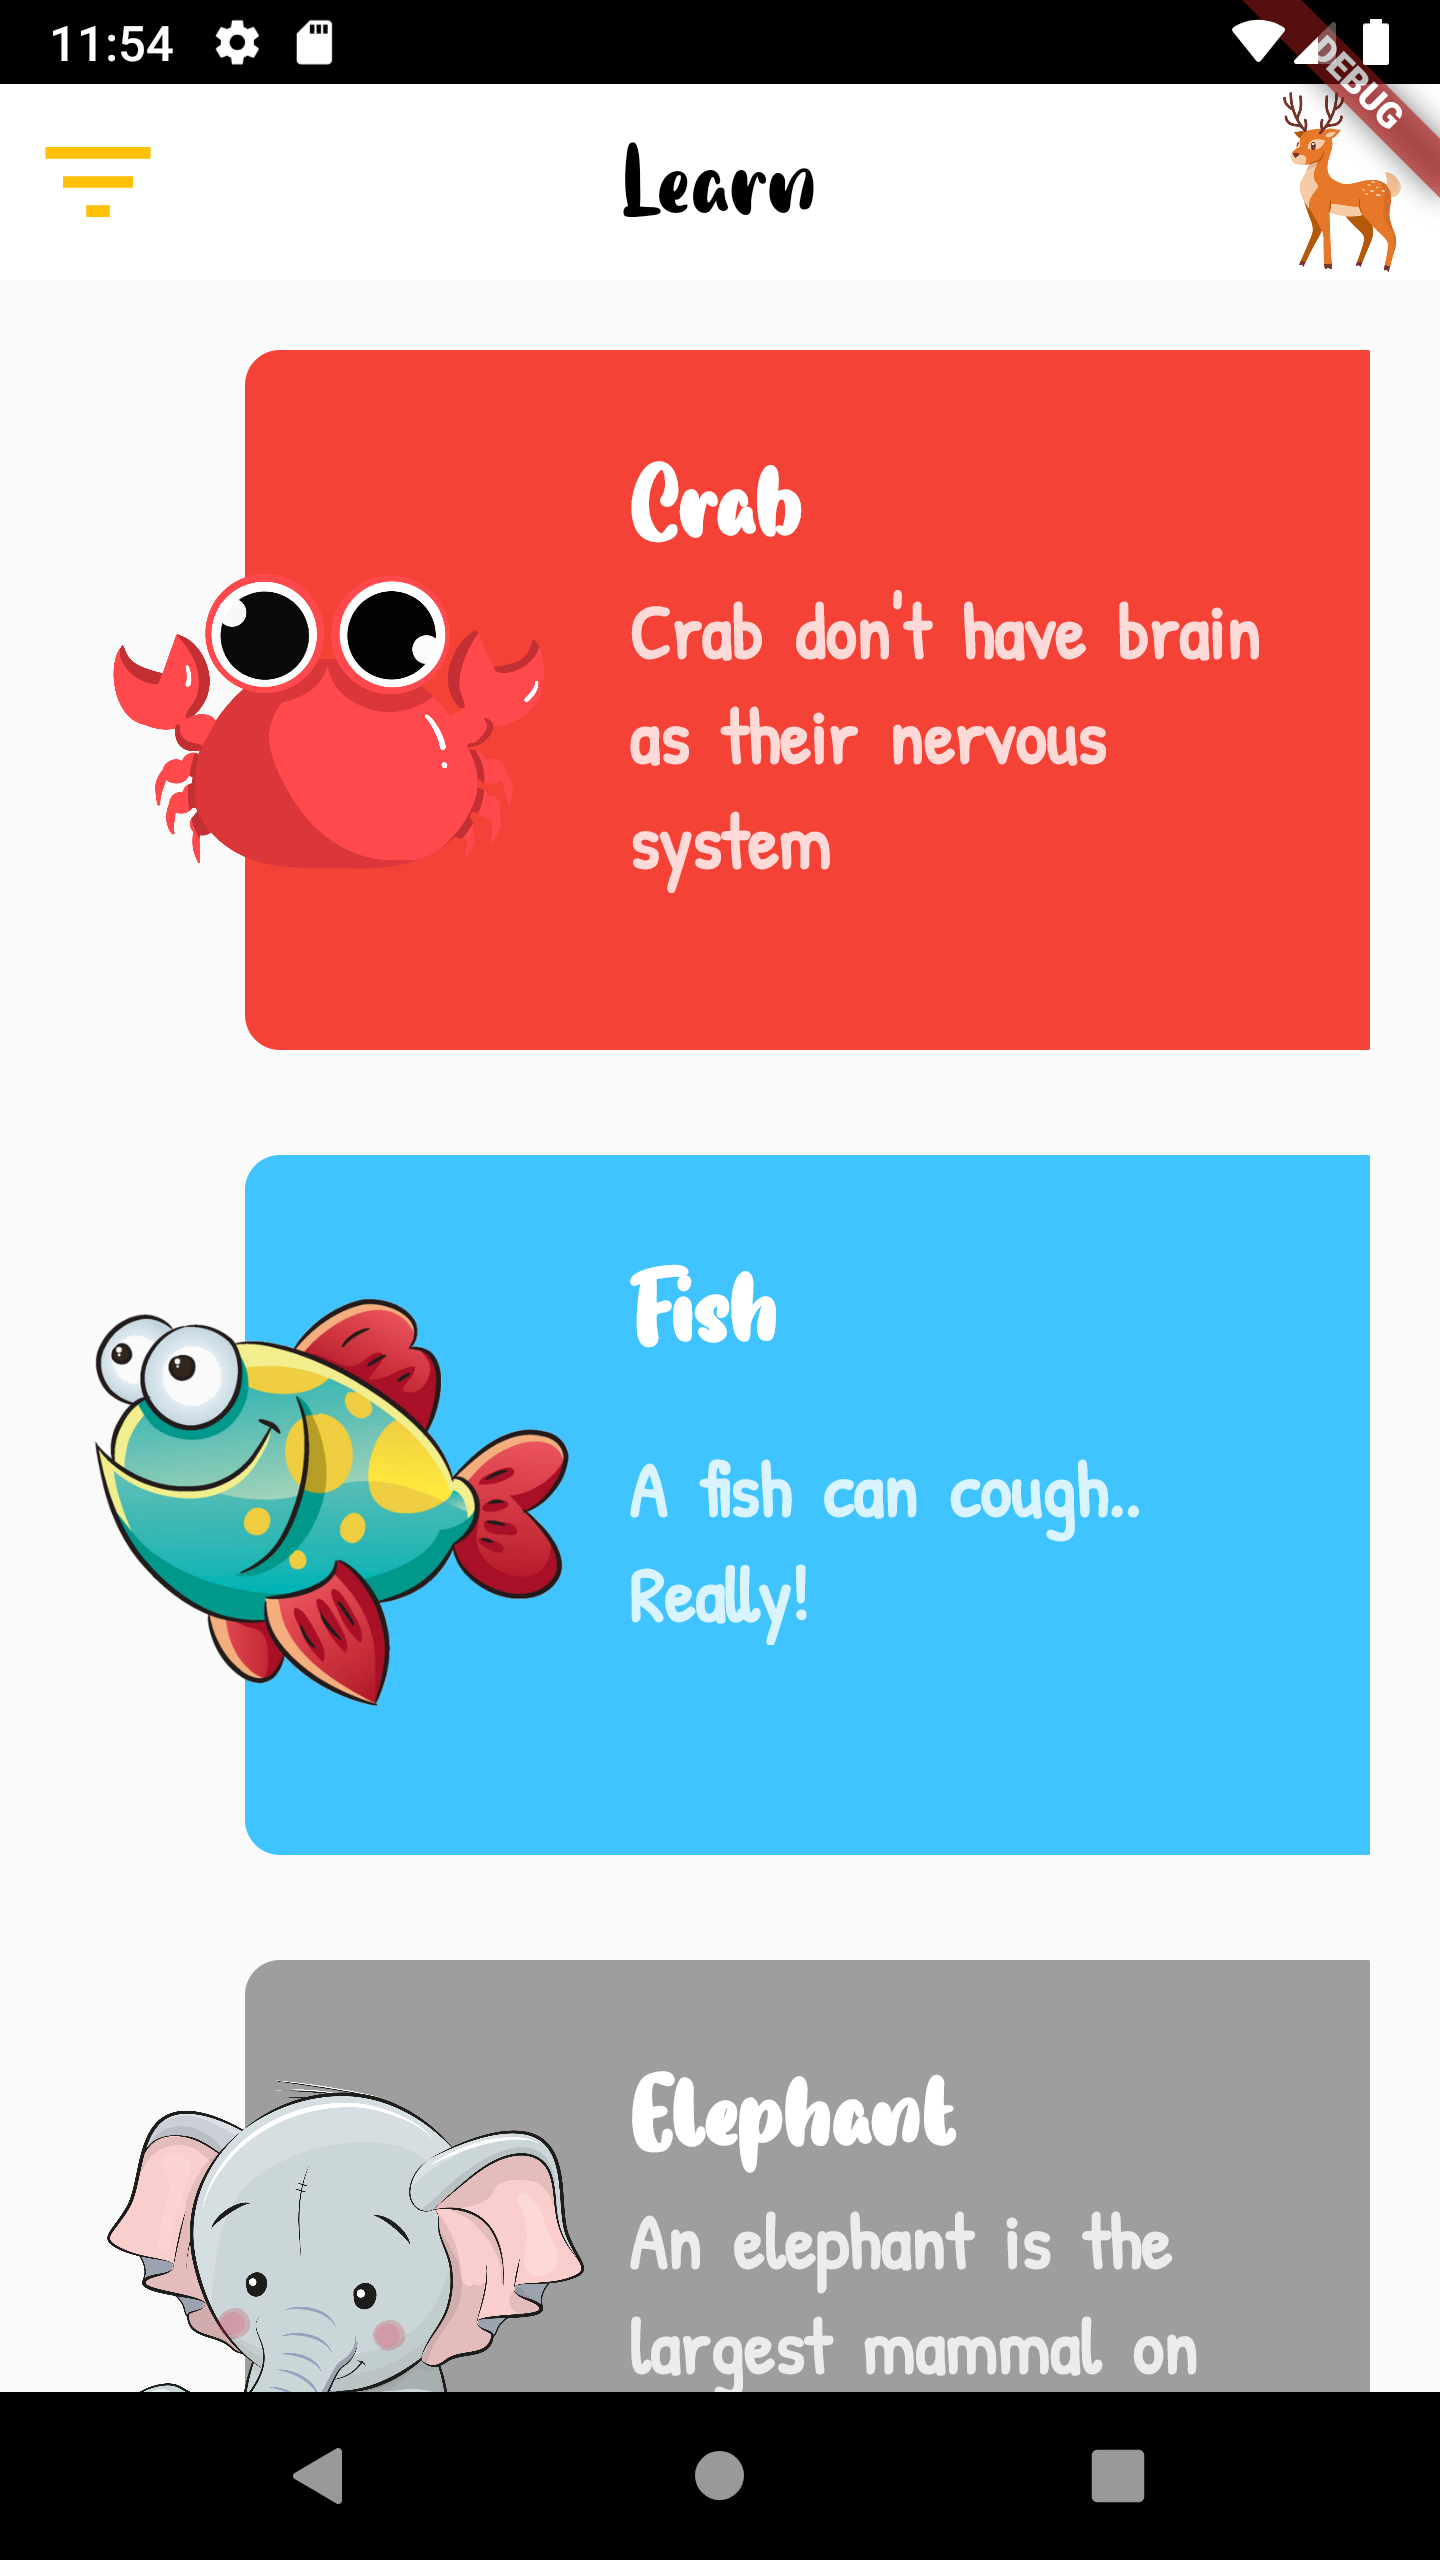 11:54
DEBUG
Learn
Crab
Crab don't have brain
as their nervous
system
Fish
A fish can cough..
Really!
Elephant
An elephant is the
largest mammal on